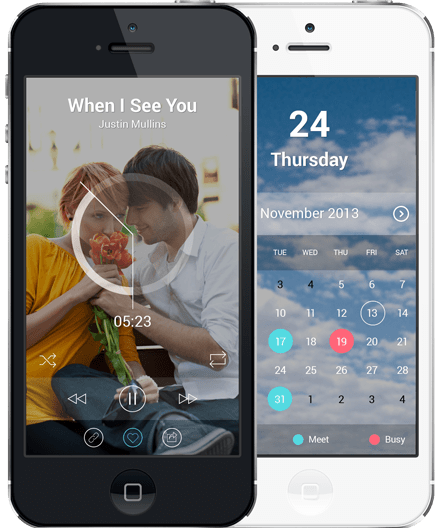 When I See You
Justin Mullins
05:23
24
Thursday
November 2013
TUE WED THU FRI SAT
3 4 5 6 7
10 11 12 13 14
17 18 19 20 21
24 25 26 27 28
31 1 2 3 4
Meet Busy